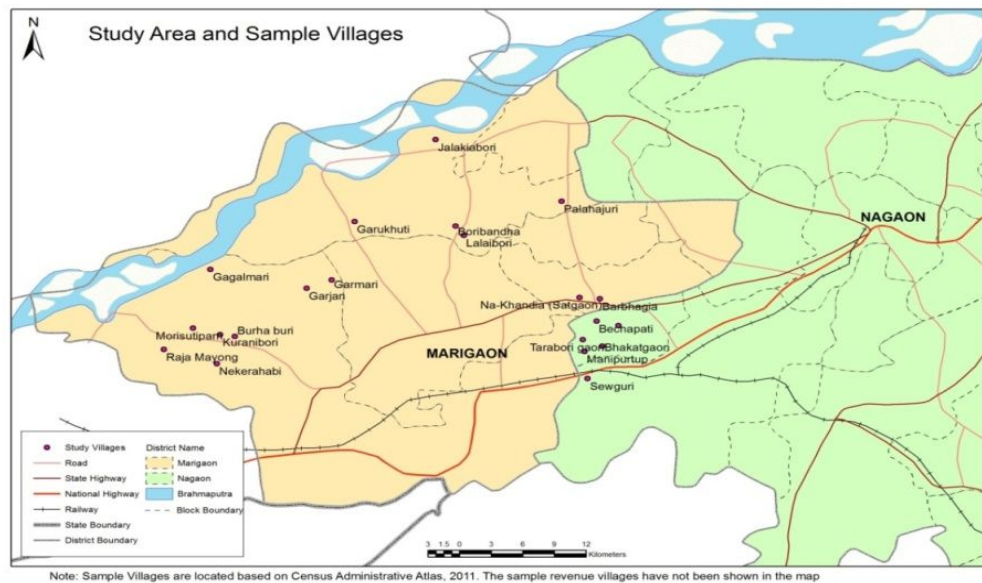 N
Study Area and Sample Villages
Jalakiabori
Palahajuri
Garukhuti
Boribandha
Lalaibori
NAGAON
Gagalmari
Garmari
Garjan
Na-Khandia (Satgaon)
Barbhagia
Bechapati
Morisutipam
Burha buri
Kuranibori
Tarabori gaon
Bhakatgaon
MARIGAON
Raja Mayong
Manipurtup
Nekerahabi
Sewguri
Study Villages
Road
State Highway
National Highway
Railway
State Boundary
District Boundary
District Name
Marigaon
Nagaon
Brahmaputra
Block Boundary
3 1.5 0 3 6 9 12
Kilometers
Note: Sample Villages are located based on Census Administrative Atlas, 2011. The sample revenue villages have not been shown in the map